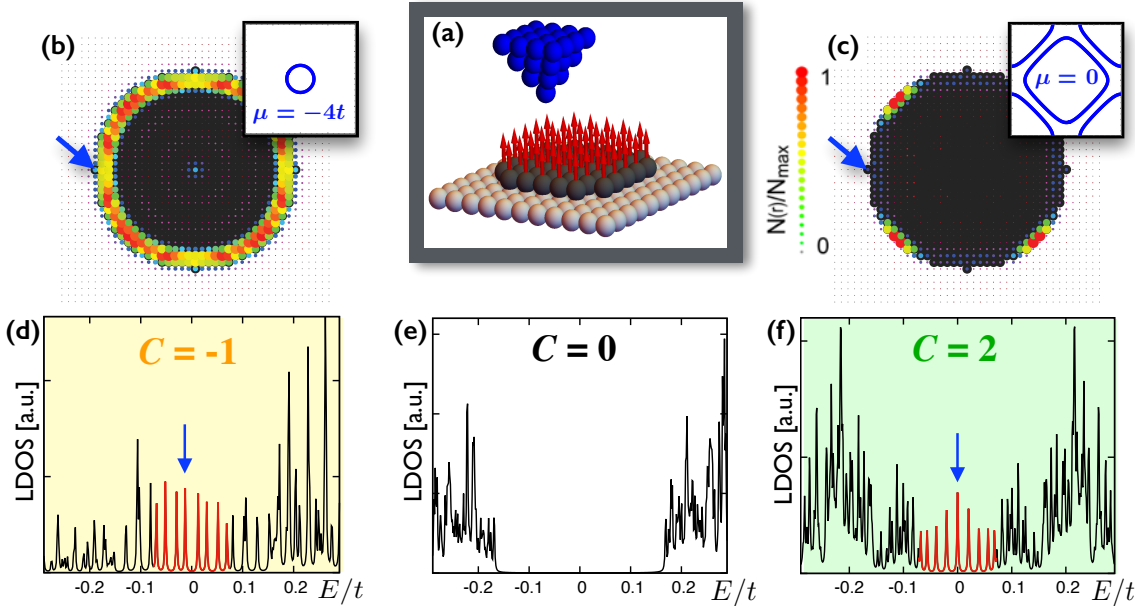 (b)
μ = −4t
(a)
(c)
μ = 0
1
N(r)/Nmax
0
(d)
C = -1
LDOS [a.u.]
-0.2 -0.1 0 0.1 0.2 E/t
(e)
C = 0
LDOS [a.u.]
-0.2 -0.1 0 0.1 0.2 E/t
(f)
C = 2
LDOS [a.u.]
-0.2 -0.1 0 0.1 0.2 E/t